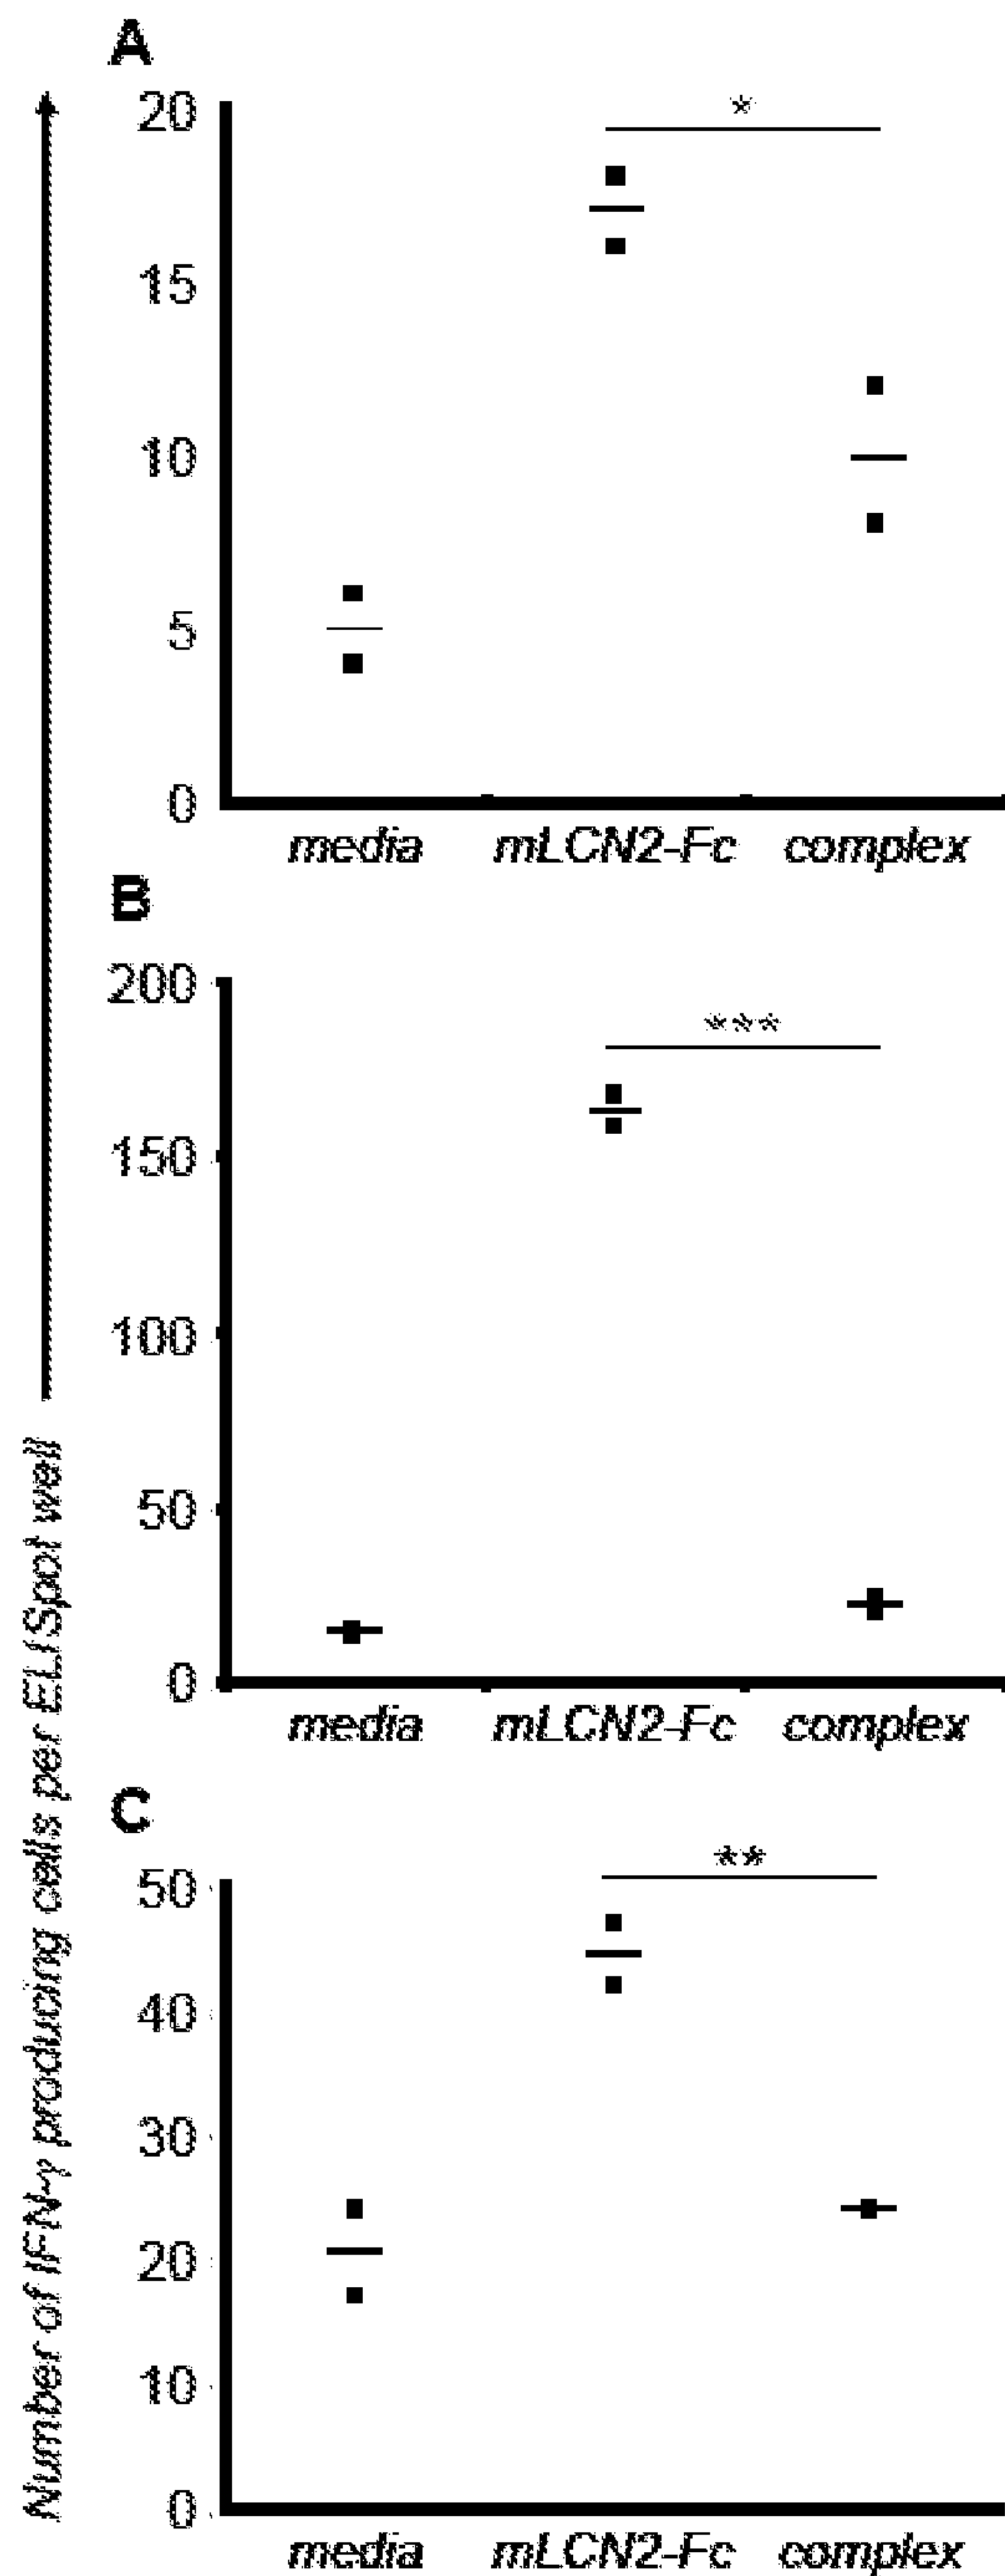 Number of IFN-γ producing cells per ELISpot well
A
20
*
15
10
5
0
media mLCN2-Fc complex
B
200
***
150
100
50
0
media mLCN2-Fc complex
C
**
50
40
30
20
10
0
media mLCN2-Fc complex